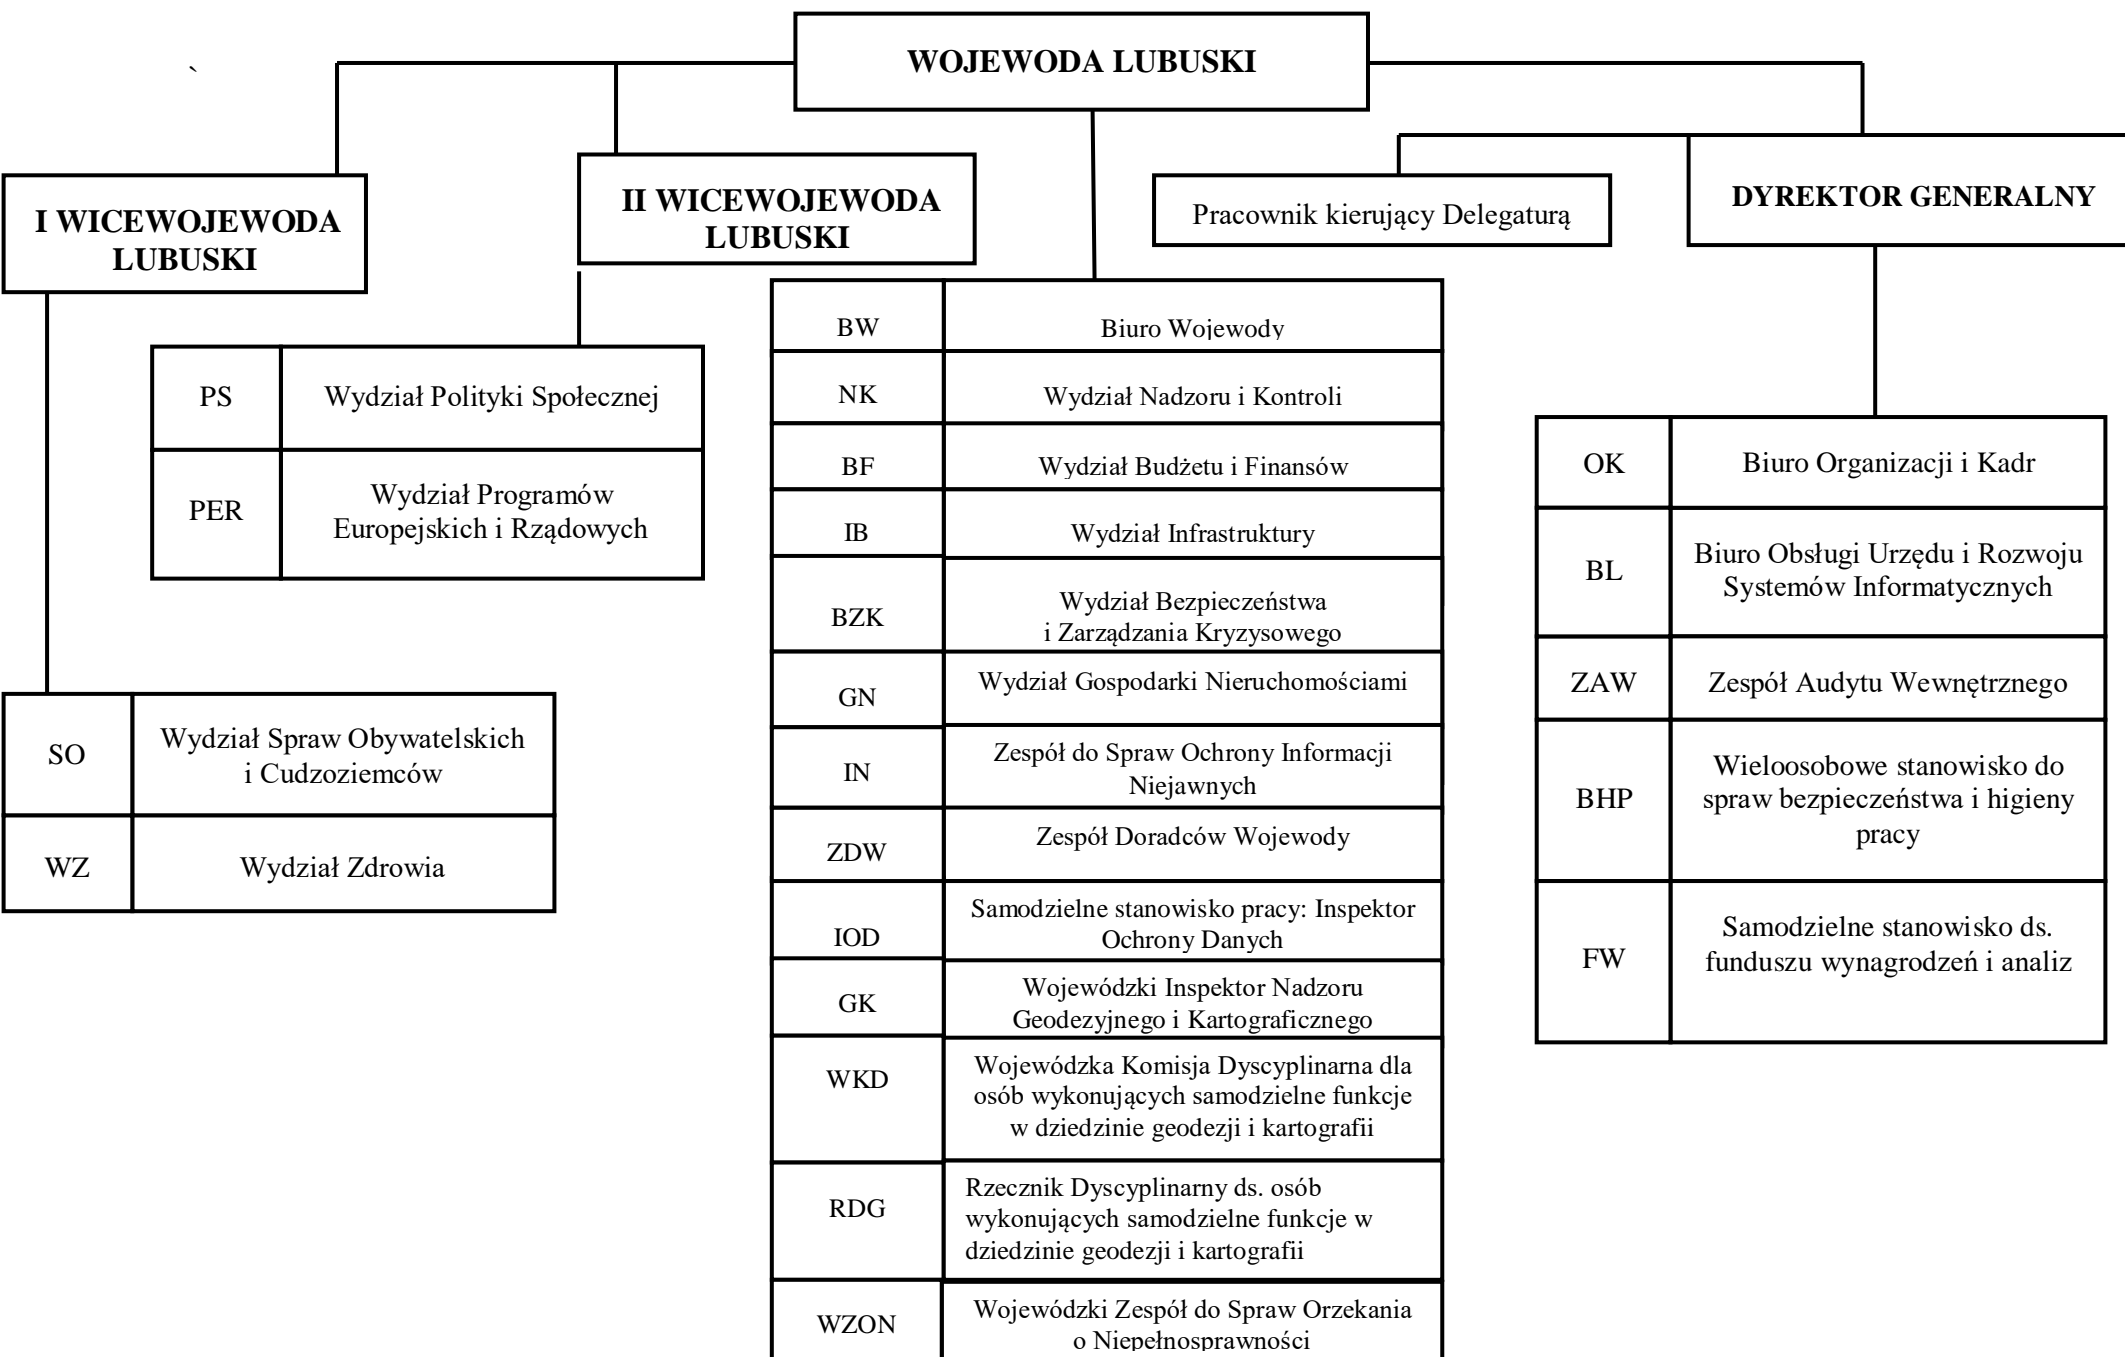 `
WOJEWODA LUBUSKI
I WICEWOJEWODA
LUBUSKI
II WICEWOJEWODA
LUBUSKI
Pracownik kierujący Delegaturą
DYREKTOR GENERALNY
PS
Wydział Polityki Społecznej
PER
Wydział Programów
Europejskich i Rządowych
SO
Wydział Spraw Obywatelskich
i Cudzoziemców
WZ
Wydział Zdrowia
BW
Biuro Wojewody
NK
Wydział Nadzoru i Kontroli
BF
Wydział Budżetu i Finansów
IB
Wydział Infrastruktury
BZK
Wydział Bezpieczeństwa
i Zarządzania Kryzysowego
GN
Wydział Gospodarki Nieruchomościami
IN
Zespół do Spraw Ochrony Informacji
Niejawnych
ZDW
Zespół Doradców Wojewody
IOD
Samodzielne stanowisko pracy: Inspektor
Ochrony Danych
GK
Wojewódzki Inspektor Nadzoru
Geodezyjnego i Kartograficznego
WKD
Wojewódzka Komisja Dyscyplinarna dla
osób wykonujących samodzielne funkcje
w dziedzinie geodezji i kartografii
RDG
Rzecznik Dyscyplinarny ds. osób
wykonujących samodzielne funkcje w
dziedzinie geodezji i kartografii
WZON
Wojewódzki Zespół do Spraw Orzekania
o Niepełnosprawności
OK
Biuro Organizacji i Kadr
BL
Biuro Obsługi Urzędu i Rozwoju
Systemów Informatycznych
ZAW
Zespół Audytu Wewnętrznego
BHP
Wieloosobowe stanowisko do
spraw bezpieczeństwa i higieny
pracy
FW
Samodzielne stanowisko ds.
funduszu wynagrodzeń i analiz